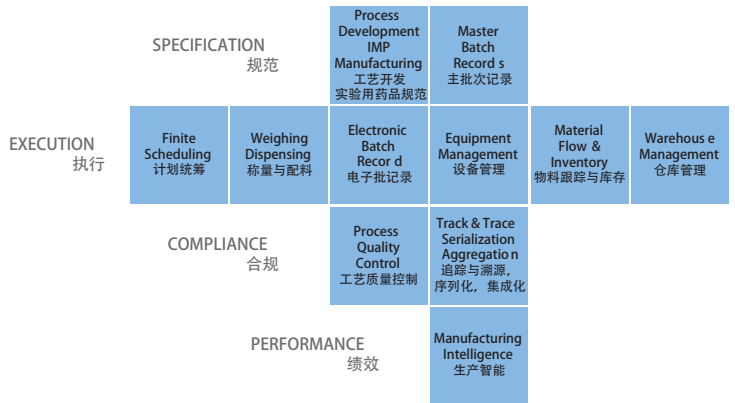 SPECIFICATION
规范
Process
Development
IMP
Manufacturing
工艺开发
实验用药品规范
Master
Batch
Record s
主批次记录
EXECUTION
执行
Finite
Scheduling
计划统筹
Weighing
Dispensing
称量与配料
Electronic
Batch
Recor d
电子批记录
Equipment
Management
设备管理
Material
Flow &
Inventory
物料跟踪与库存
Warehous e
Management
仓库管理
COMPLIANCE
合规
Process
Quality
Control
工艺质量控制
Track & Trace
Serialization
Aggregation
追踪与溯源，
序列化，集成化
PERFORMANCE
绩效
Manufacturing
Intelligence
生产智能